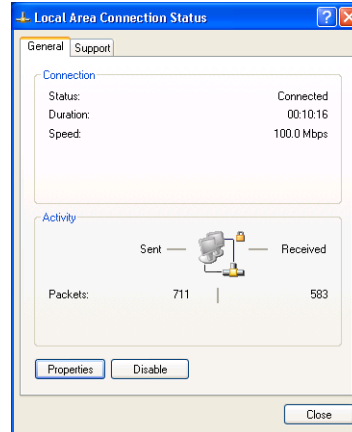 Local Area Connection Status
General Support
Connection
Status: Connected
Duration: 00:10:16
Speed: 100.0 Mbps
Activity
Sent Received
Packets: 711 583
Properties Disable
Close